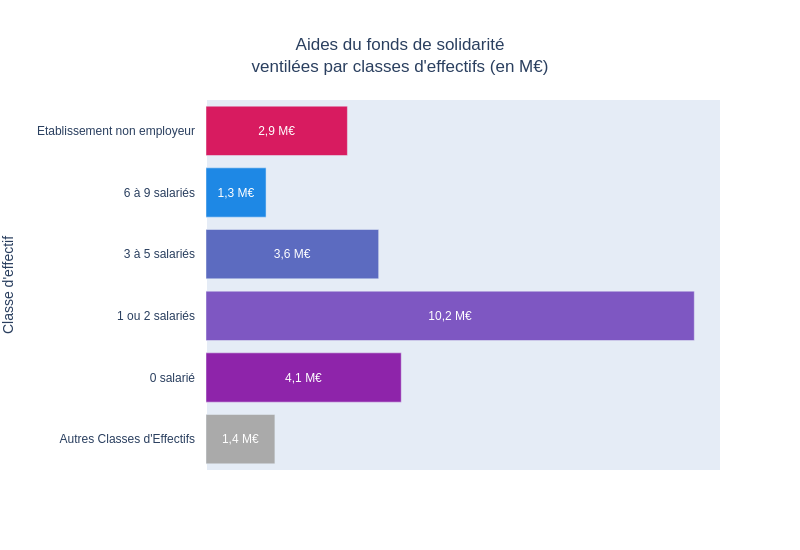 Aides du fonds de solidarité
ventilées par classes d'effectifs (en M€)
Classe d'effectif
Etablissement non employeur
2,9 M€
6 à 9 salariés
1,3 M€
3 à 5 salariés
3,6 M€
1 ou 2 salariés
10,2 M€
0 salarié
4,1 M€
Autres Classes d'Effectifs
1,4 M€